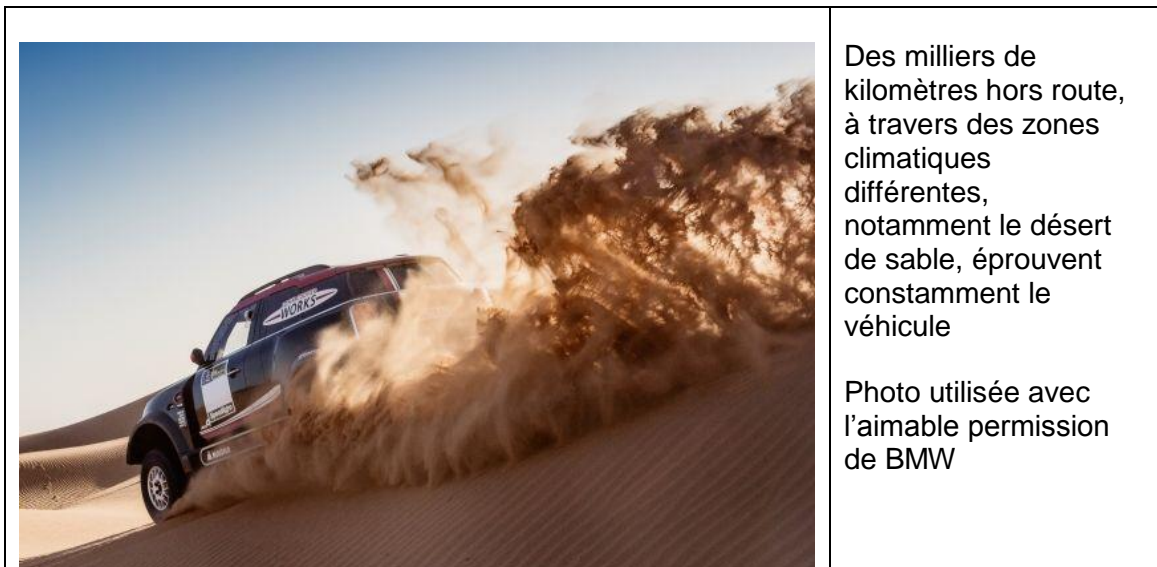 WORKS
Des milliers de
kilomètres hors route,
à travers des zones
climatiques
différentes,
notamment le désert
de sable, éprouvent
constamment le
véhicule
Photo utilisée avec
l’aimable permission
de BMW